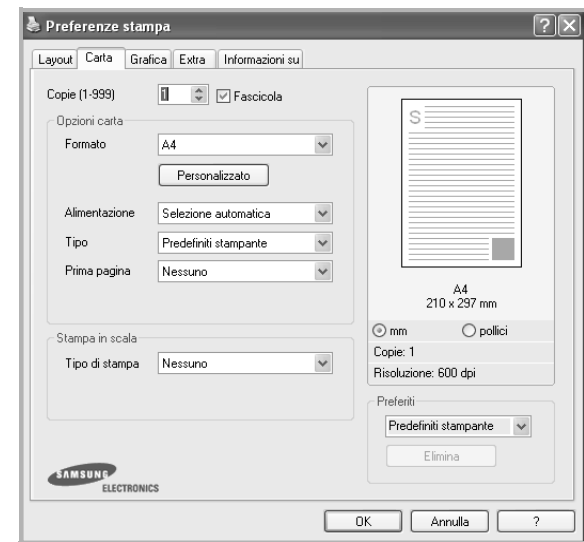 Preferenze stampa
Layout Carta Grafica Extra Informazioni su
Copie (1-999) 1 Fascicola
Opzioni carta
Formato A4
Personalizzato
Alimentazione Selezione automatica
Tipo Predefiniti stampante
Prima pagina Nessuno
Stampa in scala
Tipo di stampa Nessuno
SAMSUNG
ELECTRONICS
S
A4
210 x 297 mm
mm pollici
Copie: 1
Risoluzione: 600 dpi
Preferiti
Predefiniti stampante
Elimina
OK Annulla ?